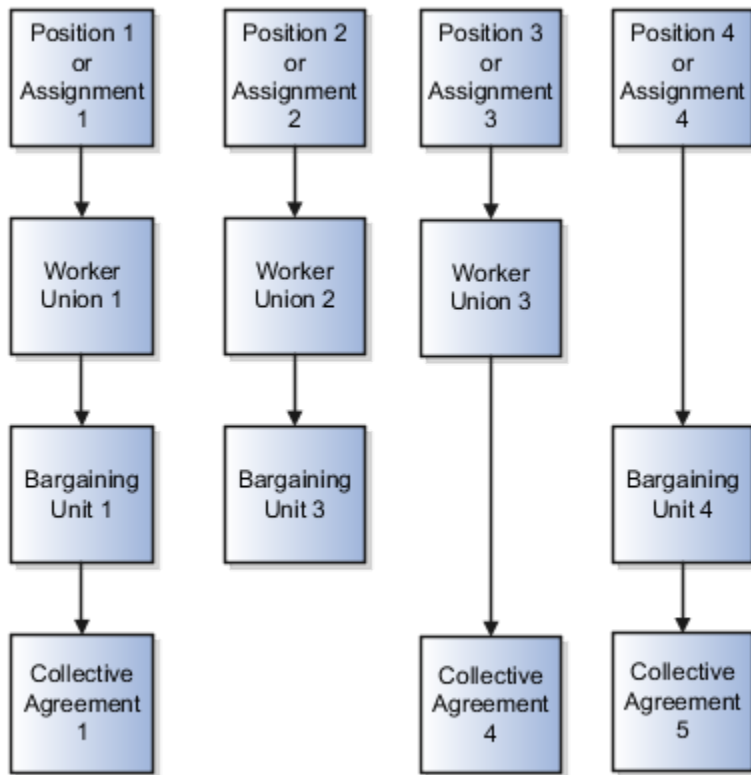 Position 1
or
Assignment
1
Position 2
or
Assignment
2
Position 3
or
Assignment
3
Position 4
or
Assignment
4
Worker
Union 1
Worker
Union 2
Worker
Union 3
Bargaining
Unit 1
Bargaining
Unit 3
Bargaining
Unit 4
Collective
Agreement
1
Collective
Agreement
4
Collective
Agreement
5